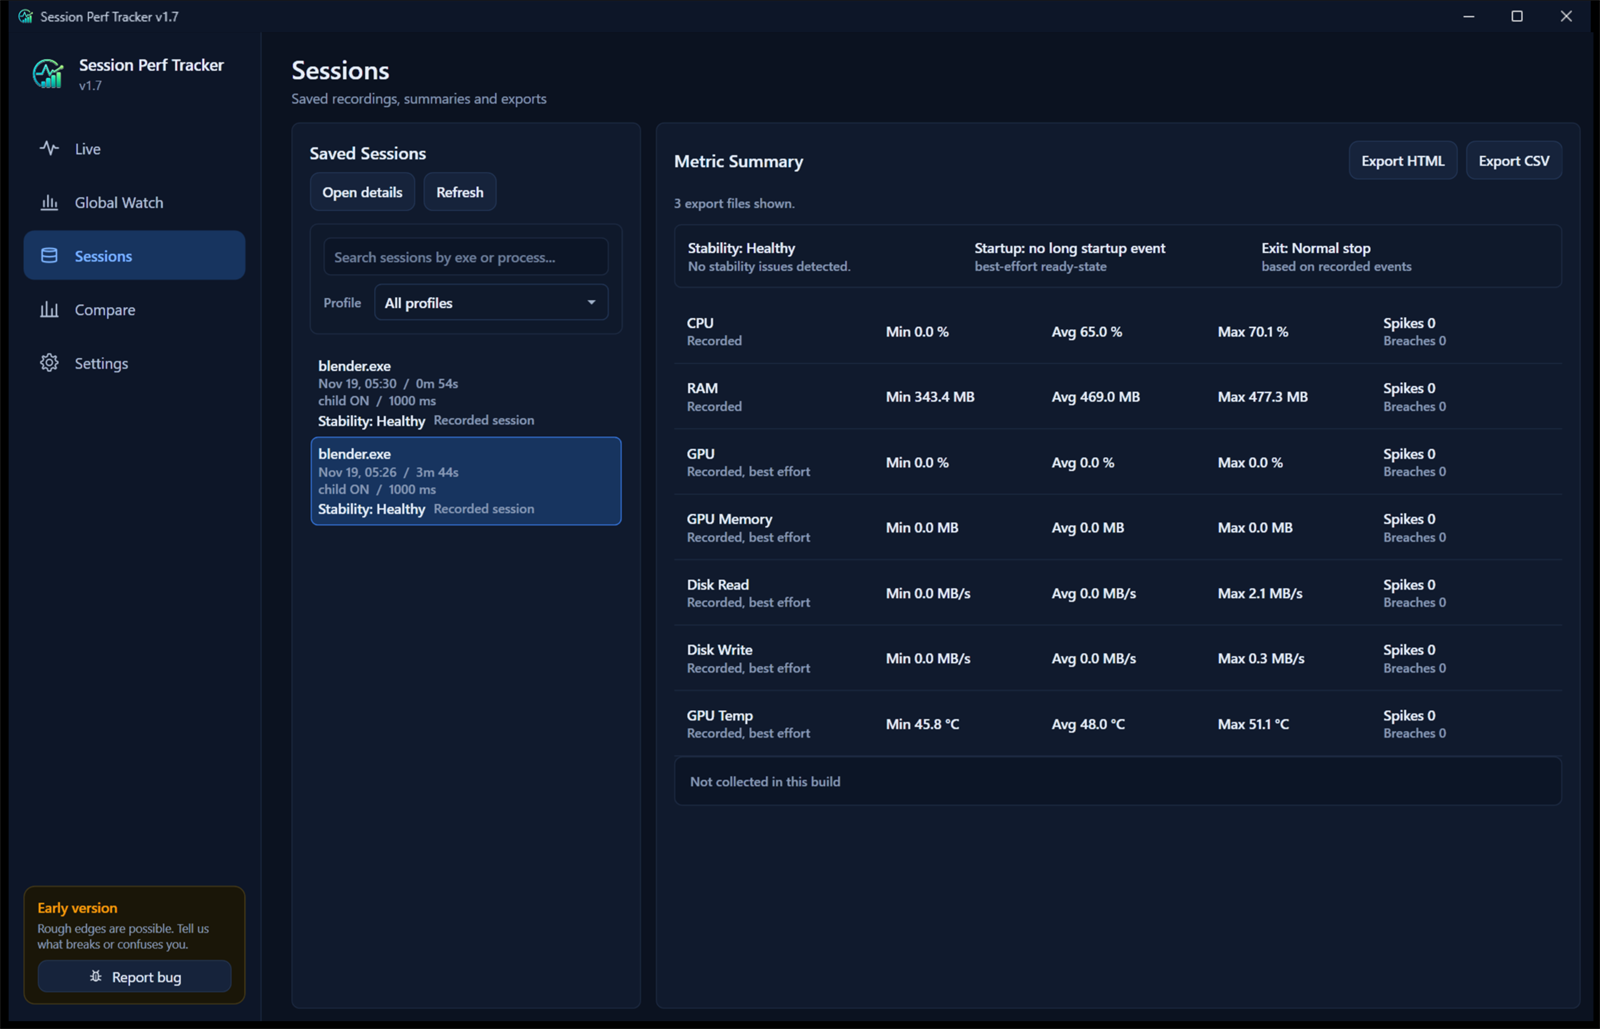 Session Perf Tracker v1.7
Session Perf Tracker
v1.7
Live
Global Watch
Sessions
Compare
Settings
Early version
Rough edges are possible. Tell us
what breaks or confuses you.
Report bug
Sessions
Saved recordings, summaries and exports
Saved Sessions
Open details
Refresh
Search sessions by exe or process...
Profile
All profiles
blender.exe
Nov 19, 05:30 / 0m 54s
child ON / 1000 ms
Stability: Healthy Recorded session
blender.exe
Nov 19, 05:26 / 3m 44s
child ON / 1000 ms
Stability: Healthy Recorded session
Metric Summary
Export HTML
Export CSV
3 export files shown.
Stability: Healthy
No stability issues detected.
Startup: no long startup event
best-effort ready-state
Exit: Normal stop
based on recorded events
CPU
Recorded
Min 0.0 %
Avg 65.0 %
Max 70.1 %
Spikes 0
Breaches 0
RAM
Recorded
Min 343.4 MB
Avg 469.0 MB
Max 477.3 MB
Spikes 0
Breaches 0
GPU
Recorded, best effort
Min 0.0 %
Avg 0.0 %
Max 0.0 %
Spikes 0
Breaches 0
GPU Memory
Recorded, best effort
Min 0.0 MB
Avg 0.0 MB
Max 0.0 MB
Spikes 0
Breaches 0
Disk Read
Recorded, best effort
Min 0.0 MB/s
Avg 0.0 MB/s
Max 2.1 MB/s
Spikes 0
Breaches 0
Disk Write
Recorded, best effort
Min 0.0 MB/s
Avg 0.0 MB/s
Max 0.3 MB/s
Spikes 0
Breaches 0
GPU Temp
Recorded, best effort
Min 45.8 °C
Avg 48.0 °C
Max 51.1 °C
Spikes 0
Breaches 0
Not collected in this build